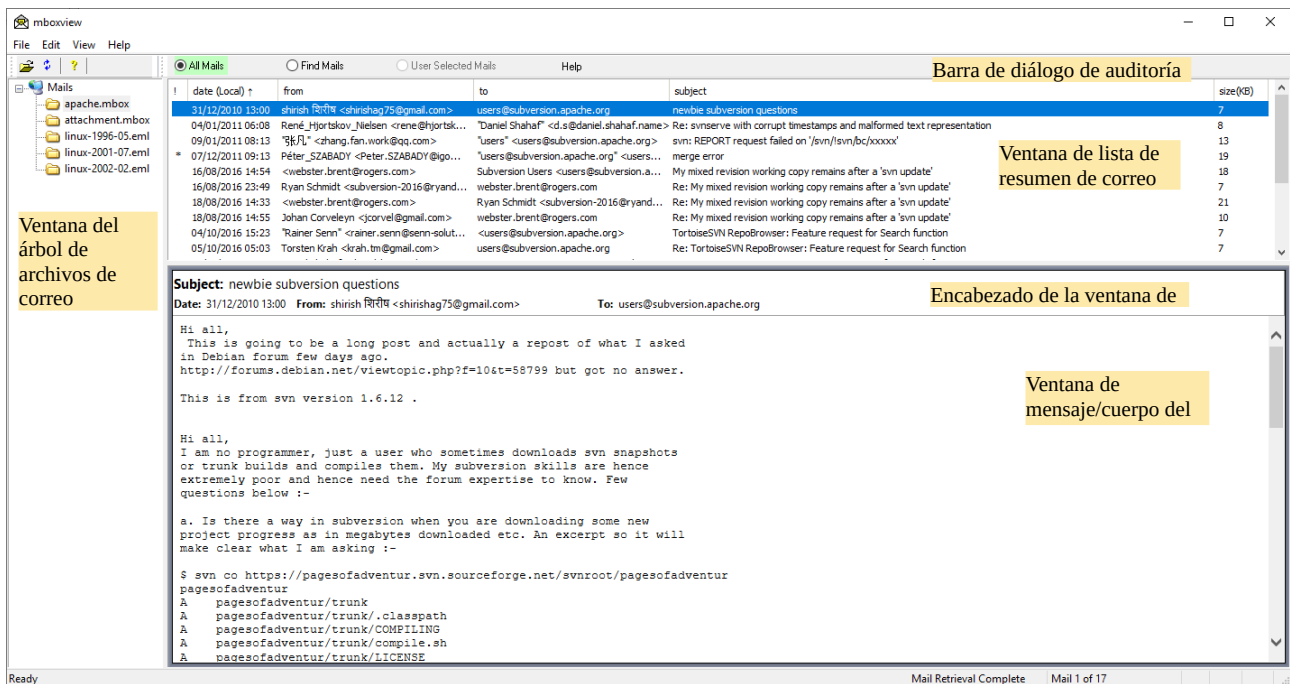 mboxview
File Edit View Help
All Mails Find Mails User Selected Mails Help
Barra de diálogo de auditoría
Mails
apache.mbox
attachment.mbox
linux-1996-05.eml
linux-2001-07.eml
linux-2002-02.eml
Ventana del
árbol de
archivos de
correo
! date (Local) ↑ from to subject size(KB)
31/12/2010 13:00 shirish शिरीष <shirishag75@gmail.com> users@subversion.apache.org newbie subversion questions 7
04/01/2011 06:08 René_Hjortskov_Nielsen <rene@hjortsk... "Daniel Shahaf" <d.s@daniel.shahaf.name> Re: svnserve with corrupt timestamps and malformed text representation 8
09/01/2011 08:13 "张凡" <zhang.fan.work@qq.com> "users" <users@subversion.apache.org> svn: REPORT request failed on '/svn/!svn/bc/xxxxx' 13
* 07/12/2011 09:13 Péter_SZABADY <Peter.SZABADY@igo... "users@subversion.apache.org" <users... merge error 19
16/08/2016 14:54 <webster.brent@rogers.com> Subversion Users <users@subversion.a... My mixed revision working copy remains after a 'svn update' 18
16/08/2016 23:49 Ryan Schmidt <subversion-2016@ryand... webster.brent@rogers.com Re: My mixed revision working copy remains after a 'svn update' 7
18/08/2016 14:33 <webster.brent@rogers.com> Ryan Schmidt <subversion-2016@ryand... Re: My mixed revision working copy remains after a 'svn update' 21
18/08/2016 14:55 Johan Corveleyn <jcorvel@gmail.com> webster.brent@rogers.com Re: My mixed revision working copy remains after a 'svn update' 10
04/10/2016 15:23 "Rainer Senn" <rainer.senn@senn-solut... <users@subversion.apache.org> TortoiseSVN RepoBrowser: Feature request for Search function 7
05/10/2016 05:03 Torsten Krah <krah.tm@gmail.com> users@subversion.apache.org Re: TortoiseSVN RepoBrowser: Feature request for Search function 7
Ventana de lista de
resumen de correo
Subject: newbie subversion questions
Date: 31/12/2010 13:00 From: shirish शिरीष <shirishag75@gmail.com> To: users@subversion.apache.org
Encabezado de la ventana de
Hi all,
This is going to be a long post and actually a repost of what I asked
in Debian forum few days ago.
http://forums.debian.net/viewtopic.php?f=10&t=58799 but got no answer.
This is from svn version 1.6.12 .
Ventana de
mensaje/cuerpo del
Hi all,
I am no programmer, just a user who sometimes downloads svn snapshots
or trunk builds and compiles them. My subversion skills are hence
extremely poor and hence need the forum expertise to know. Few
questions below :-
a. Is there a way in subversion when you are downloading some new
project progress as in megabytes downloaded etc. An excerpt so it will
make clear what I am asking :-
$ svn co https://pagesofadventur.svn.sourceforge.net/svnroot/pagesofadventur
pagesofadventur
A pagesofadventur/trunk
A pagesofadventur/trunk/.classpath
A pagesofadventur/trunk/COMPILING
A pagesofadventur/trunk/compile.sh
A pagesofadventur/trunk/LICENSE
Ready Mail Retrieval Complete Mail 1 of 17